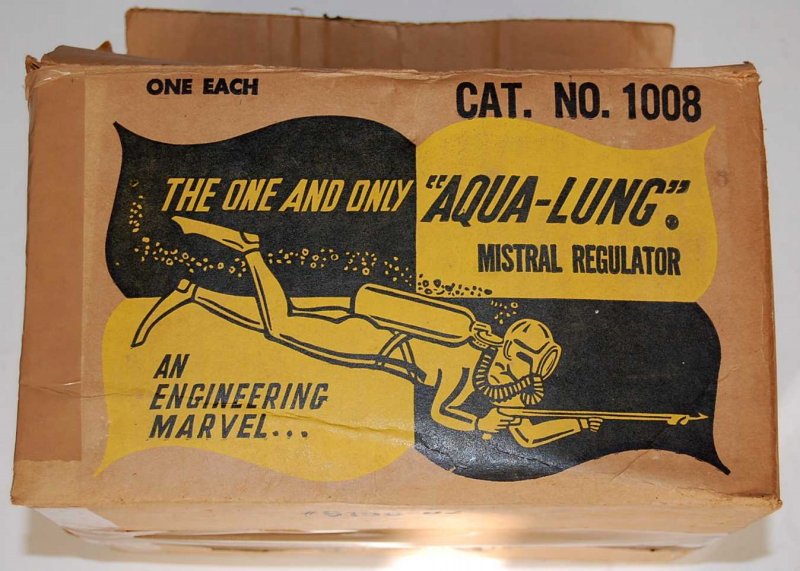 ONE EACH
CAT. NO. 1008
THE ONE AND ONLY "AQUA-LUNG".
MISTRAL REGULATOR
AN
ENGINEERING
MARVEL...